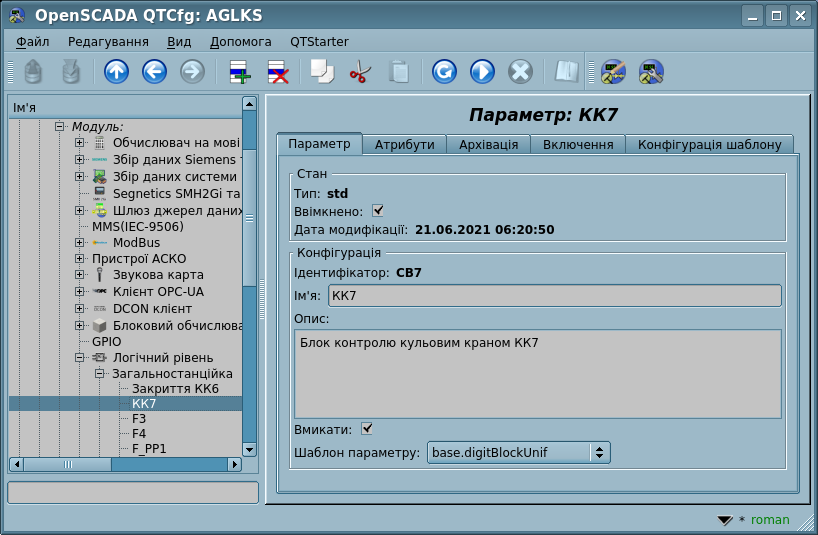 OpenSCADA QTCfg: AGLKS
Файл Редагування Вид Допомога QTStarter
Ім'я
Модуль:
Обчислювач на мові
Збір даних Siemens
Збір даних системи
Segnetics SMH2Gi та
Шлюз джерел даних
MMS(IEC-9506)
ModBus
Пристрої АСКО
Звукова карта
Клієнт OPC-UA
DCON клієнт
Блоковий обчислюва
GPIO
Логічний рівень
Загальностанційка
Закриття КК6
КК7
F3
F4
F_PP1
Параметр: КК7
Параметр Атрибути Архівація Включення Конфігурація шаблону
Стан
Тип: std
Ввімкнено:
Дата модифікації: 21.06.2021 06:20:50
Конфігурація
Ідентифікатор: CB7
Ім'я: КК7
Опис:
Блок контролю кульовим краном КК7
Вмикати:
Шаблон параметру: base.digitBlockUnif
* roman